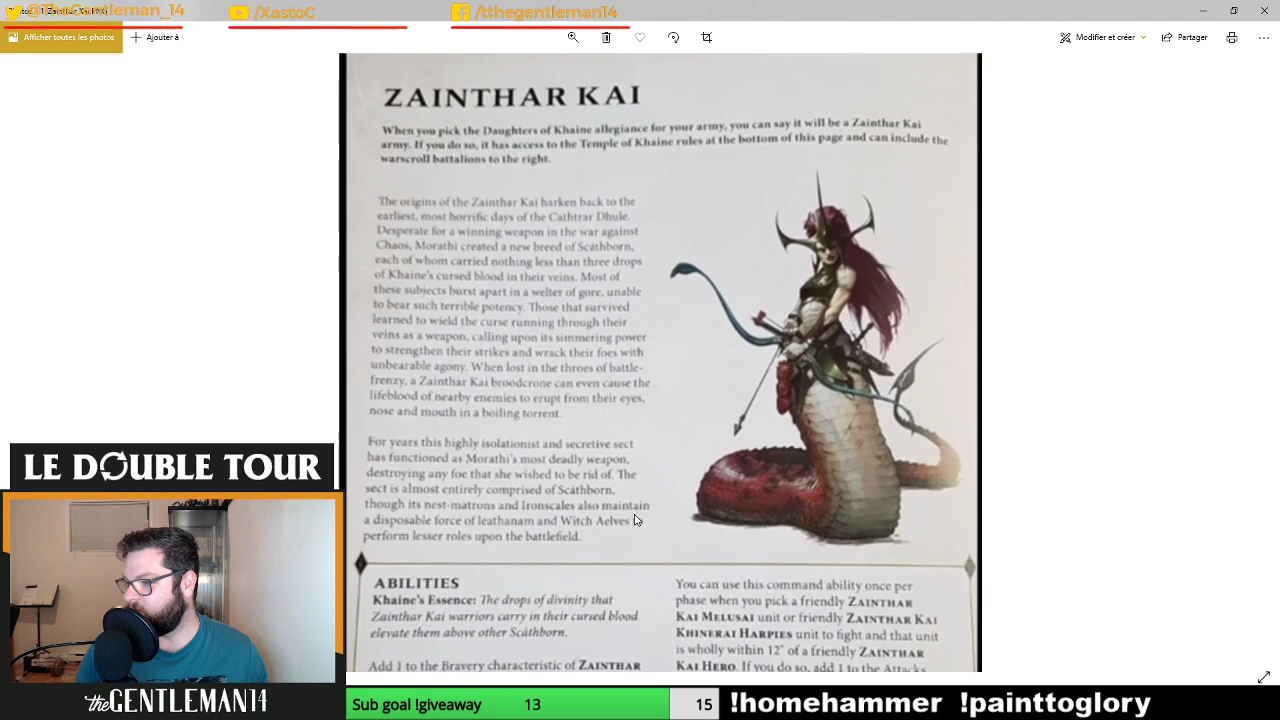 @TheGentleman_14
/XastoC
/tthegentleman14
Afficher toutes les photos
Ajouter à
Modifier et créer
Partager
ZAINTHAR KAI
When you pick the Daughters of Khaine allegiance for your army, you can say it will be a Zainthar Kai
army. If you do so, it has access to the Temple of Khaine rules at the bottom of this page and can include the
warscroll battalions to the right.
The origins of the Zainthar Kai harken back to the
earliest, most horrific days of the Cathtrar Dhule.
Desperate for a winning weapon in the war against
Chaos, Morathi created a new breed of Scáthborn,
each of whom carried nothing less than three drops
of Khaine's cursed blood in their veins. Most of
these subjects burst apart in a welter of gore, unable
to bear such terrible potency. Those that survived
learned to wield the curse running through their
veins as a weapon, calling upon its simmering power
to strengthen their strikes and wrack their foes with
unbearable agony. When lost in the throes of battle-
frenzy, a Zainthar Kai broodcrone can even cause the
lifeblood of nearby enemies to erupt from their eyes,
nose and mouth in a boiling torrent.
For years this highly isolationist and secretive sect
has functioned as Morathi's most deadly weapon,
destroying any foe that she wished to be rid of. The
sect is almost entirely comprised of Scáthborn,
though its nest-matrons and Ironscales also maintain
a disposable force of leathanam and Witch Aelves
perform lesser roles upon the battlefield.
ABILITIES
Khaine's Essence: The drops of divinity that
Zainthar Kai warriors carry in their cursed blood
elevate them above other Scáthborn.
Add 1 to the Bravery characteristic of ZAINTHAR
You can use this command ability once per
phase when you pick a friendly ZAINTHAR
KAI MELUSAI unit or friendly ZAINTHAR KAI
KHINERAI HARPIES unit to fight and that unit
is wholly within 12" of a friendly ZAINTHAR
KAI HERO. If you do so, add 1 to the Attacks
LE DOUBLE TOUR
theGENTLEMAN14
Sub goal !giveaway 13 15
!homehammer !painttoglory